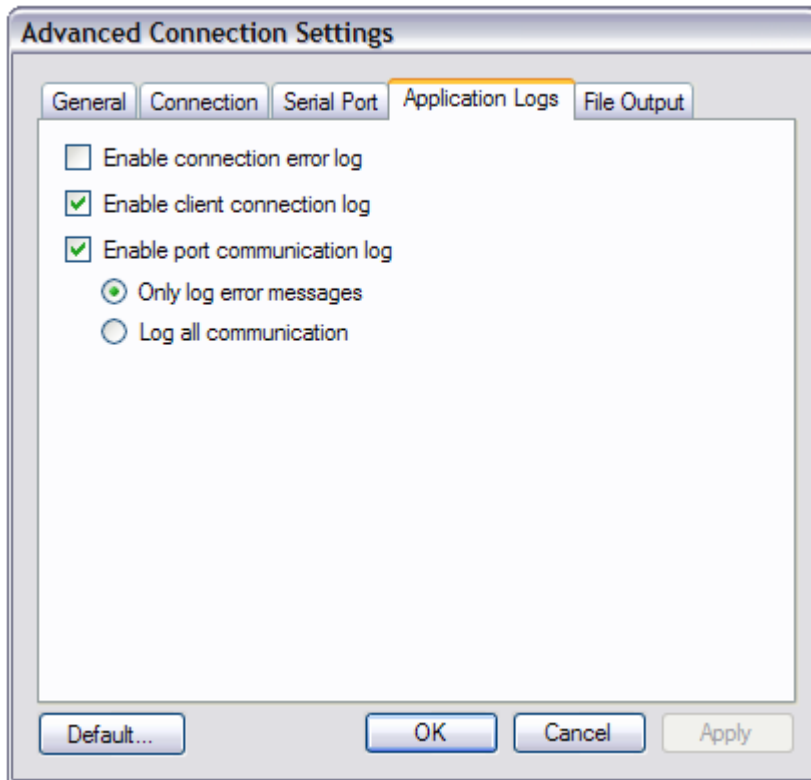 Advanced Connection Settings
General Connection Serial Port Application Logs File Output
Enable connection error log
Enable client connection log
Enable port communication log
Only log error messages
Log all communication
Default... OK Cancel Apply